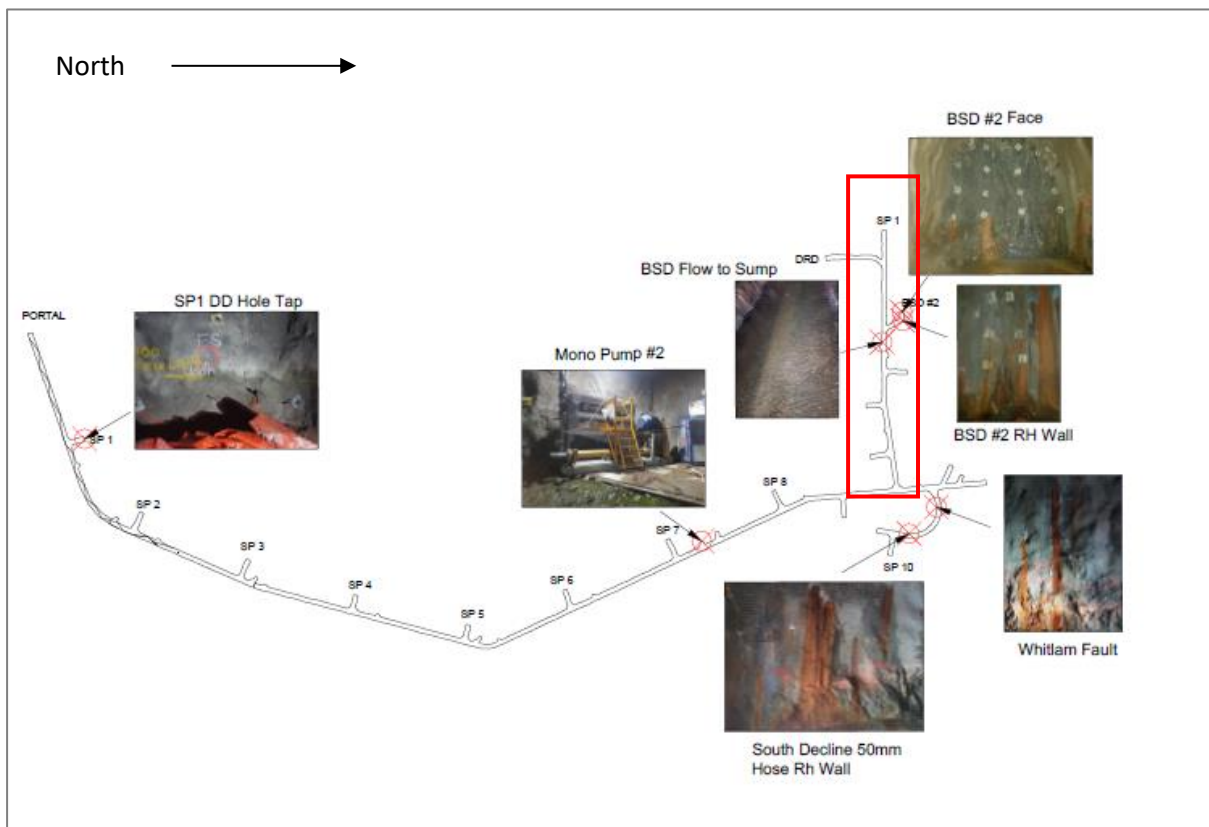 North
BSD #2 Face
SP 1
DRD
BSD Flow to Sump
SP1 DD Hole Tap
PORTAL
BSD #2
Mono Pump #2
SP 1
BSD #2 RH Wall
SP 8
SP 2
SP 7
SP 3
SP 10
SP 6
SP 4
SP 5
Whitlam Fault
South Decline 50mm
Hose Rh Wall